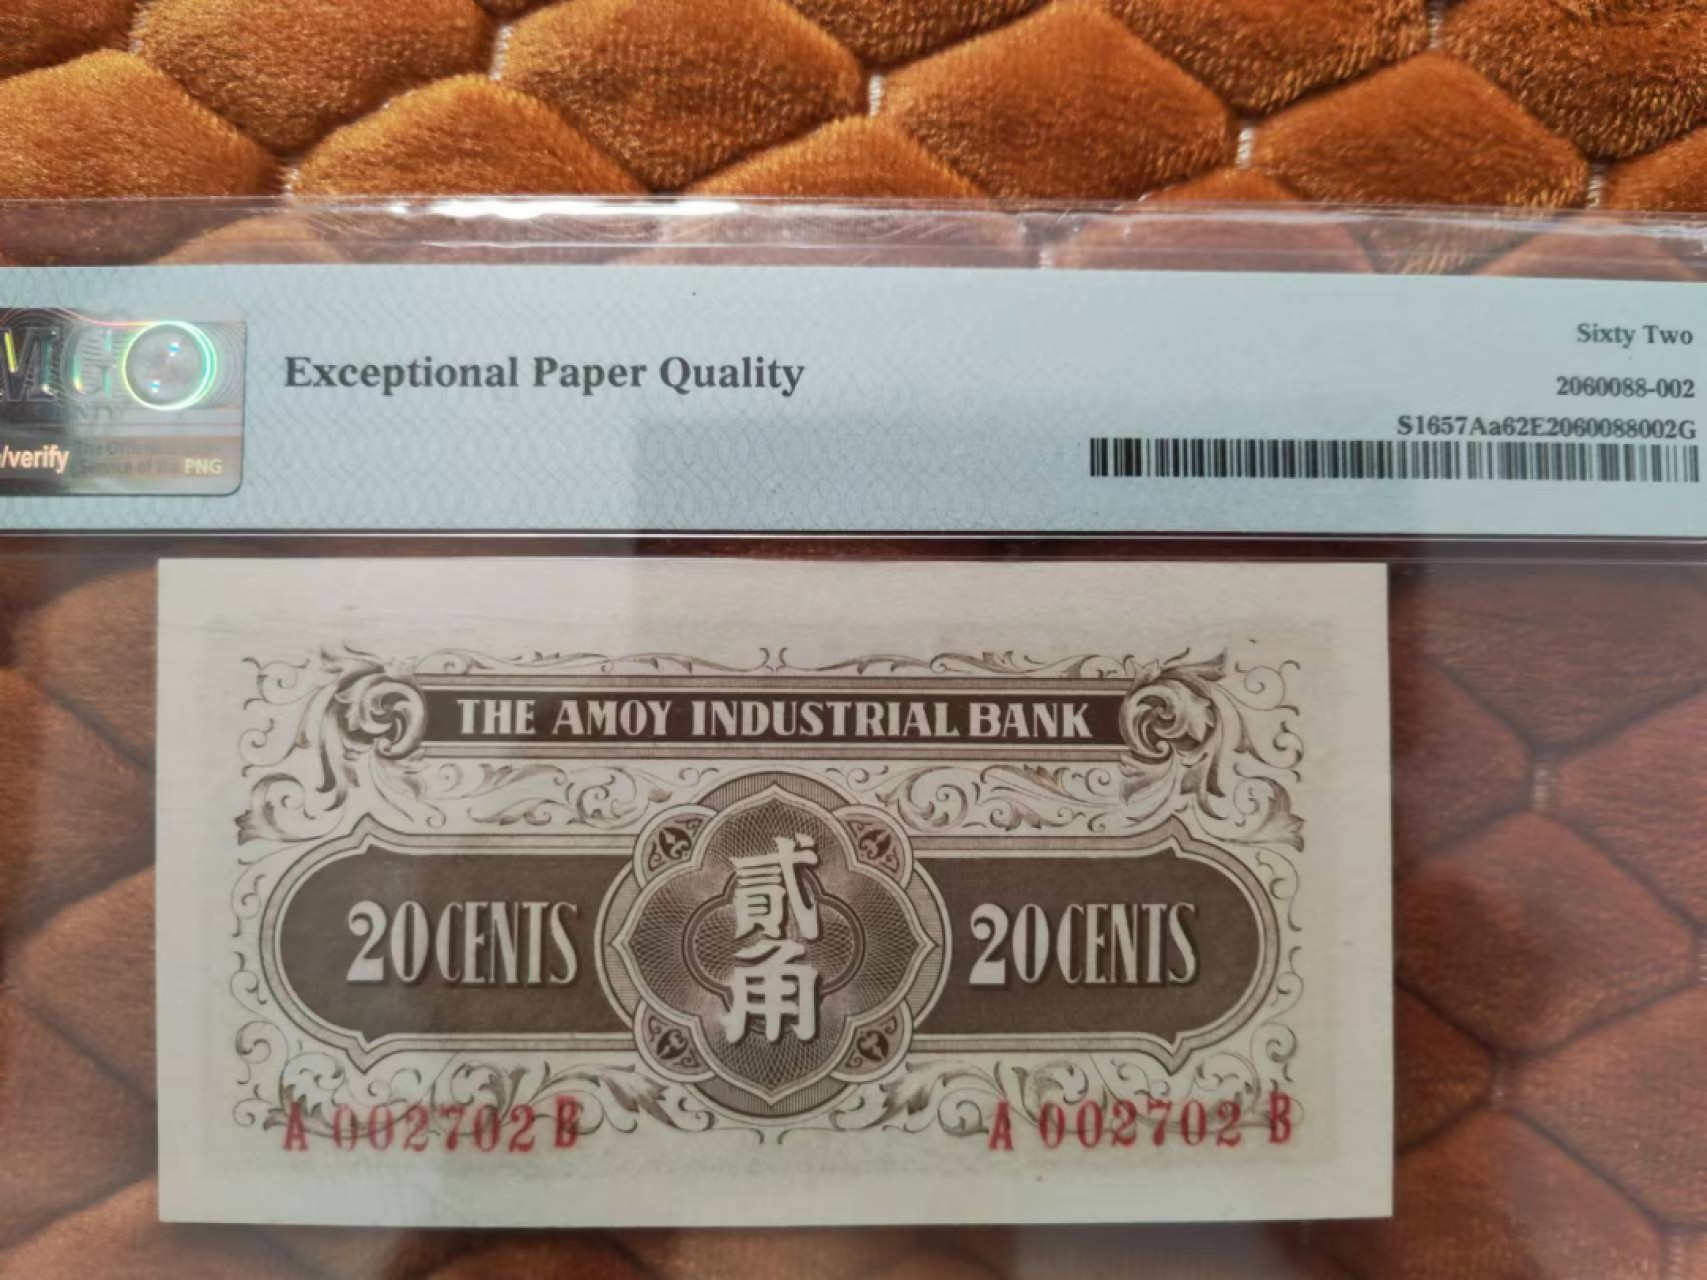 Exceptional Paper Quality
Sixty Two
2060088-002
S1657Aa62E2060088002G
/verify
PNG
THE AMOY INDUSTRIAL BANK
20 CENTS
貳角
20 CENTS
A 002702 B
A 002702 B